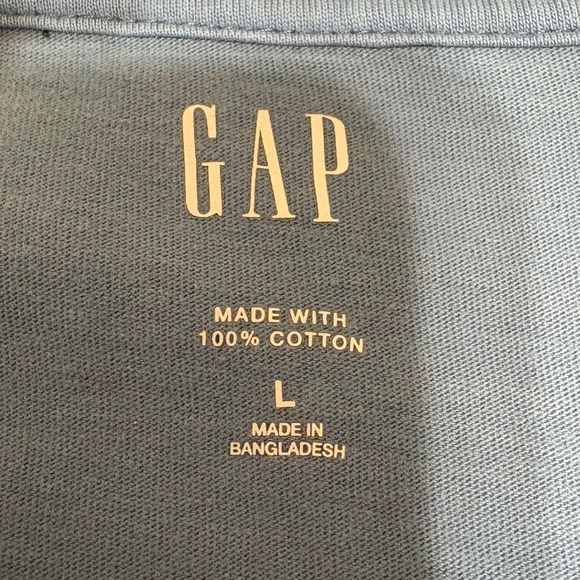 GAP
MADE WITH
100% COTTON
L
MADE IN
BANGLADESH